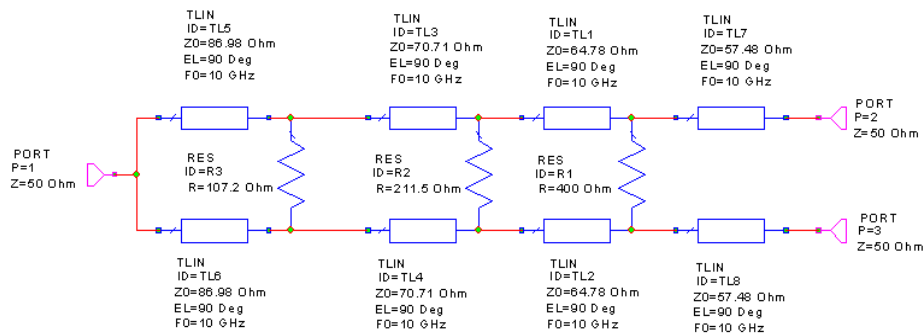 TLIN
ID=TL5
Z0=86.98 Ohm
EL=90 Deg
F0=10 GHz
TLIN
ID=TL3
Z0=70.71 Ohm
EL=90 Deg
F0=10 GHz
TLIN
ID=TL1
Z0=64.78 Ohm
EL=90 Deg
F0=10 GHz
TLIN
ID=TL7
Z0=57.48 Ohm
EL=90 Deg
F0=10 GHz
PORT
P=1
Z=50 Ohm
RES
ID=R3
R=107.2 Ohm
RES
ID=R2
R=211.5 Ohm
RES
ID=R1
R=400 Ohm
PORT
P=2
Z=50 Ohm
PORT
P=3
Z=50 Ohm
TLIN
ID=TL6
Z0=86.98 Ohm
EL=90 Deg
F0=10 GHz
TLIN
ID=TL4
Z0=70.71 Ohm
EL=90 Deg
F0=10 GHz
TLIN
ID=TL2
Z0=64.78 Ohm
EL=90 Deg
F0=10 GHz
TLIN
ID=TL8
Z0=57.48 Ohm
EL=90 Deg
F0=10 GHz